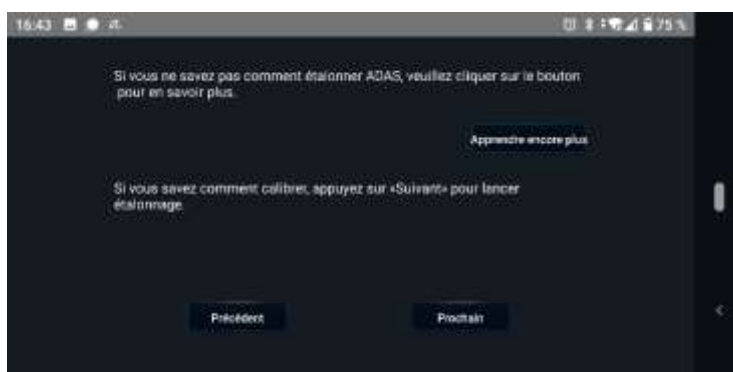 16:43
75 %
Si vous ne savez pas comment étalonner ADAS, veuillez cliquer sur le bouton
pour en savoir plus.
Apprendre encore plus
Si vous savez comment calibrer, appuyez sur «Suivant» pour lancer
étalonnage.
Précédent
Prochain